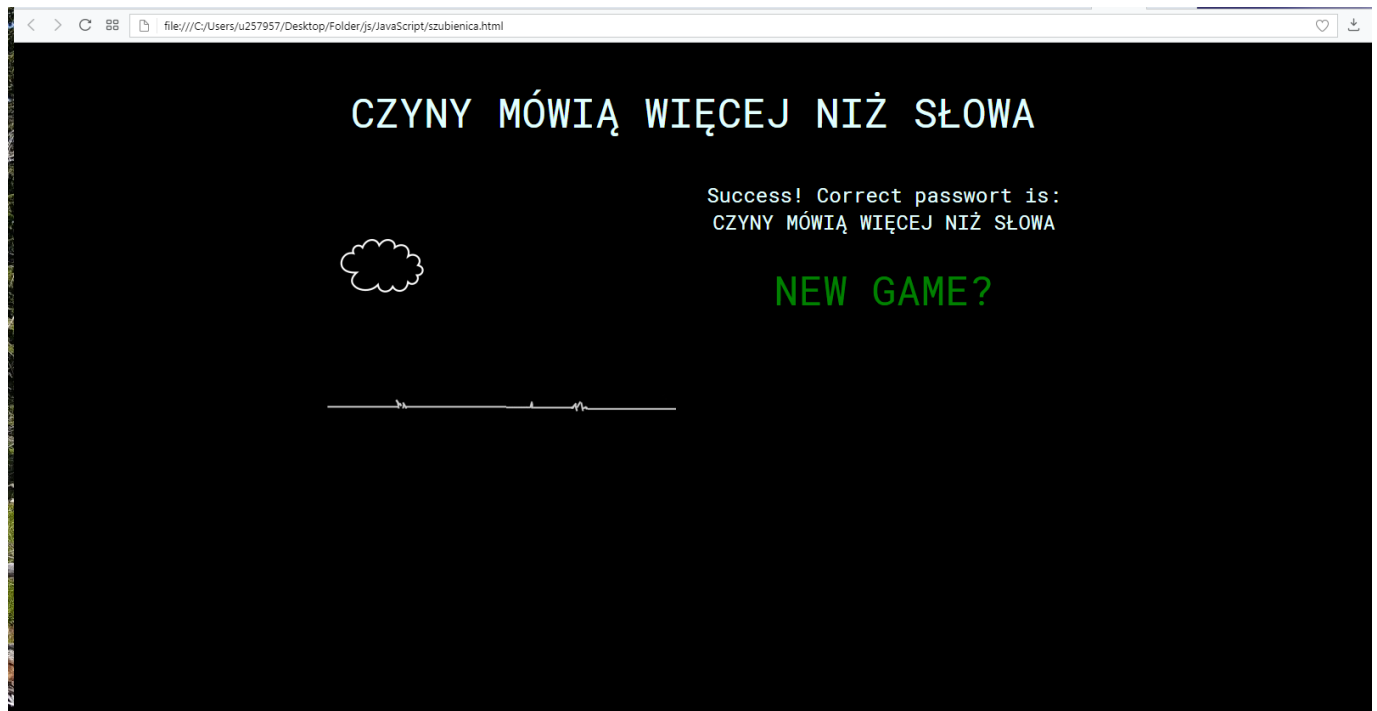 file:///C:/Users/u257957/Desktop/Folder/js/JavaScript/szubienica.html
CZYNY MÓWIĄ WIĘCEJ NIŻ SŁOWA
Success! Correct passwort is:
CZYNY MÓWIĄ WIĘCEJ NIŻ SŁOWA
NEW GAME?